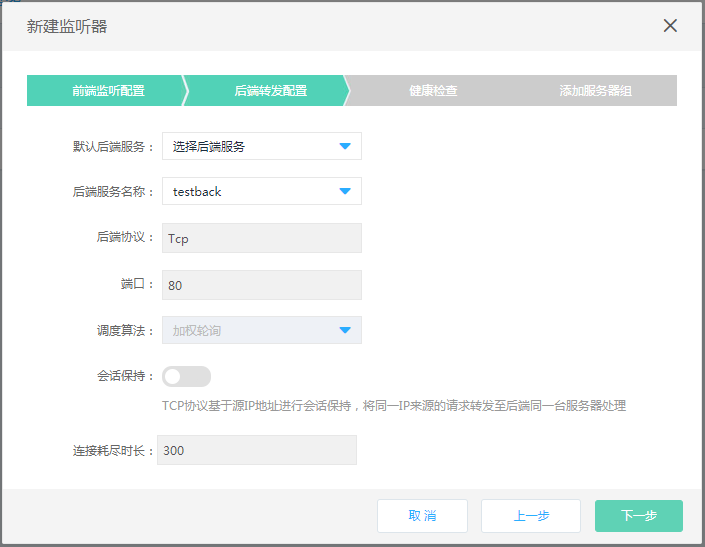 新建监听器
前端监听配置
后端转发配置
健康检查
添加服务器组
默认后端服务： 选择后端服务
后端服务名称： testback
后端协议： Tcp
端口： 80
调度算法： 加权轮询
会话保持：
TCP协议基于源IP地址进行会话保持，将同一IP来源的请求转发至后端同一台服务器处理
连接耗尽时长： 300
取 消
上一步
下一步